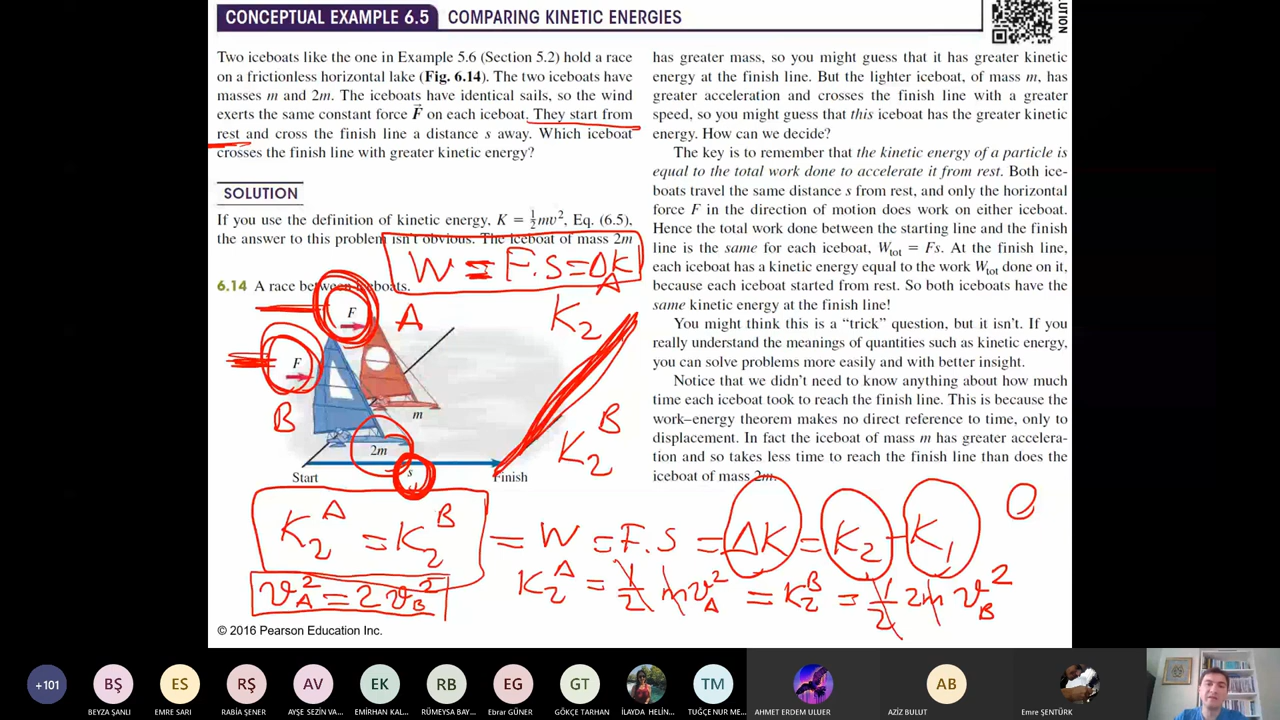 CONCEPTUAL EXAMPLE 6.5 COMPARING KINETIC ENERGIES
LUTION
Two iceboats like the one in Example 5.6 (Section 5.2) hold a race
on a frictionless horizontal lake (Fig. 6.14). The two iceboats have
masses m and 2m. The iceboats have identical sails, so the wind
exerts the same constant force F⃗ on each iceboat. They start from
rest and cross the finish line a distance s away. Which iceboat
crosses the finish line with greater kinetic energy?
SOLUTION
If you use the definition of kinetic energy, K = ½mv², Eq. (6.5),
the answer to this problem isn't obvious. The iceboat of mass 2m
has greater mass, so you might guess that it has greater kinetic
energy at the finish line. But the lighter iceboat, of mass m, has
greater acceleration and crosses the finish line with a greater
speed, so you might guess that this iceboat has the greater kinetic
energy. How can we decide?
The key is to remember that the kinetic energy of a particle is
equal to the total work done to accelerate it from rest. Both ice-
boats travel the same distance s from rest, and only the horizontal
force F in the direction of motion does work on either iceboat.
Hence the total work done between the starting line and the finish
line is the same for each iceboat, Wtot = Fs. At the finish line,
each iceboat has a kinetic energy equal to the work Wtot done on it,
because each iceboat started from rest. So both iceboats have the
same kinetic energy at the finish line!
You might think this is a “trick” question, but it isn't. If you
really understand the meanings of quantities such as kinetic energy,
you can solve problems more easily and with better insight.
Notice that we didn't need to know anything about how much
time each iceboat took to reach the finish line. This is because the
work–energy theorem makes no direct reference to time, only to
displacement. In fact the iceboat of mass m has greater accelera-
tion and so takes less time to reach the finish line than does the
iceboat of mass 2m.
W = F.S = ΔK
6.14 A race between iceboats.
F
A
K₂ᴬ
F
B
m
K₂ᴮ
2m
s
Start
Finish
K₂ᴬ = K₂ᴮ = W = F.S = ΔK = K₂ - K₁
0
v_A² = 2v_B²
K₂ᴬ = ½ m v_A² = K₂ᴮ = ½ 2m v_B²
© 2016 Pearson Education Inc.
+101 BŞ ES RŞ AV EK RB EG GT TM AB
BEYZA ŞANLI EMRE SARI RABİA ŞENER AYŞE SEZİN VA... EMİRHAN KAL... RÜMEYSA BAY... Ebrar GÜNER GÖKÇE TARHAN İLAYDA HELİN... TUĞÇE NUR ME... AHMET ERDEM ULUER AZİZ BULUT Emre ŞENTÜRK